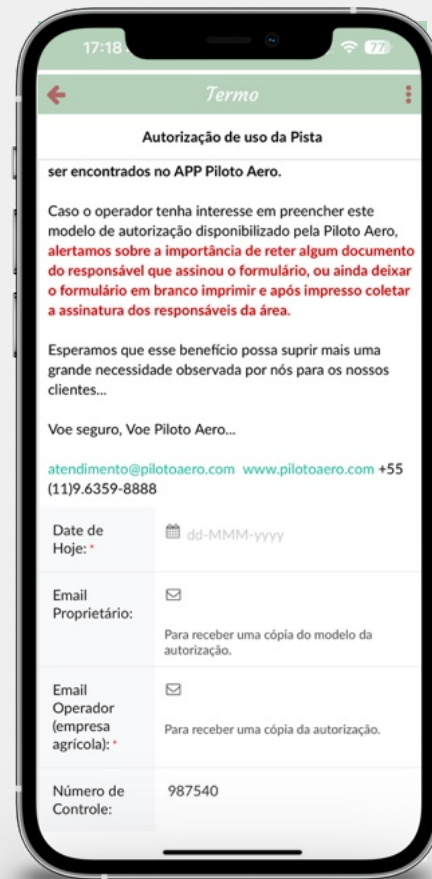 17:18
77
Termo
Autorização de uso da Pista
ser encontrados no APP Piloto Aero.
Caso o operador tenha interesse em preencher este
modelo de autorização disponibilizado pela Piloto Aero,
alertamos sobre a importância de reter algum documento
do responsável que assinou o formulário, ou ainda deixar
o formulário em branco imprimir e após impresso coletar
a assinatura dos responsáveis da área.
Esperamos que esse benefício possa suprir mais uma
grande necessidade observada por nós para os nossos
clientes...
Voe seguro, Voe Piloto Aero...
atendimento@pilotoaero.com www.pilotoaero.com +55
(11)9.6359-8888
Date de
Hoje: *
dd-MMM-yyyy
Email
Proprietário:
Para receber uma cópia do modelo da
autorização.
Email
Operador
(empresa
agrícola): *
Para receber uma cópia da autorização.
Número de
Controle:
987540